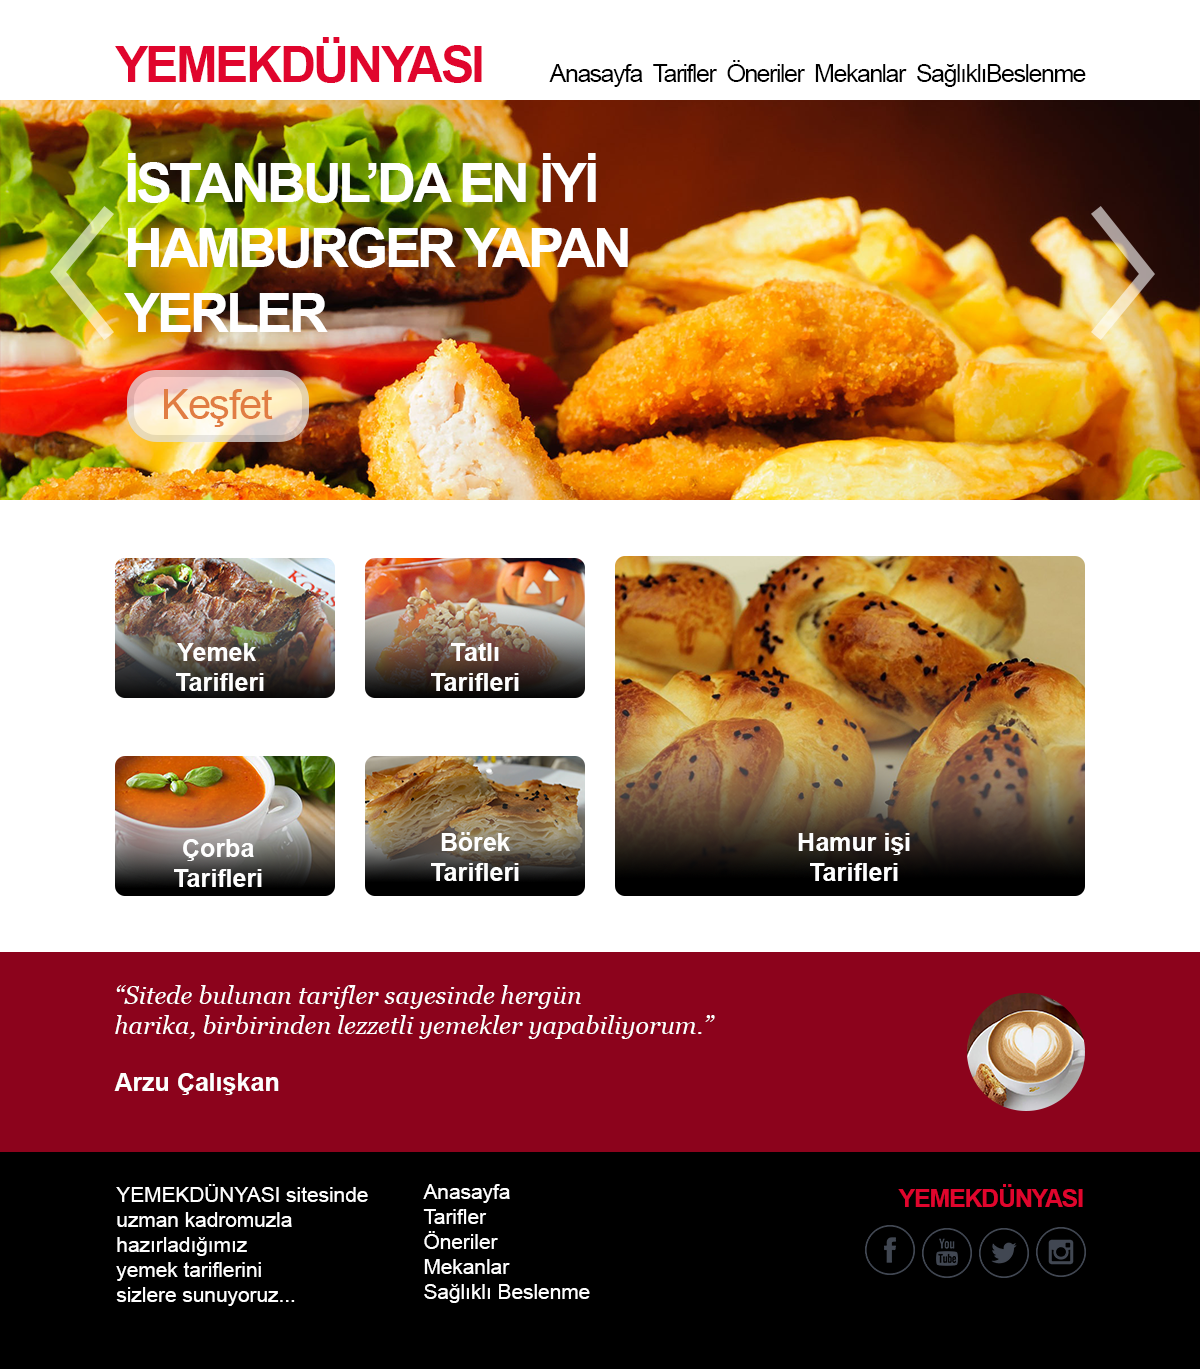 YEMEKDÜNYASI
Anasayfa Tarifler Öneriler Mekanlar SağlıklıBeslenme
İSTANBUL’DA EN İYİ
HAMBURGER YAPAN
YERLER
Keşfet
Yemek
Tarifleri
Tatlı
Tarifleri
Çorba
Tarifleri
Börek
Tarifleri
Hamur işi
Tarifleri
“Sitede bulunan tarifler sayesinde hergün
harika, birbirinden lezzetli yemekler yapabiliyorum.”
Arzu Çalışkan
YEMEKDÜNYASI sitesinde
uzman kadromuzla
hazırladığımız
yemek tariflerini
sizlere sunuyoruz...
Anasayfa
Tarifler
Öneriler
Mekanlar
Sağlıklı Beslenme
YEMEKDÜNYASI
You
Tube